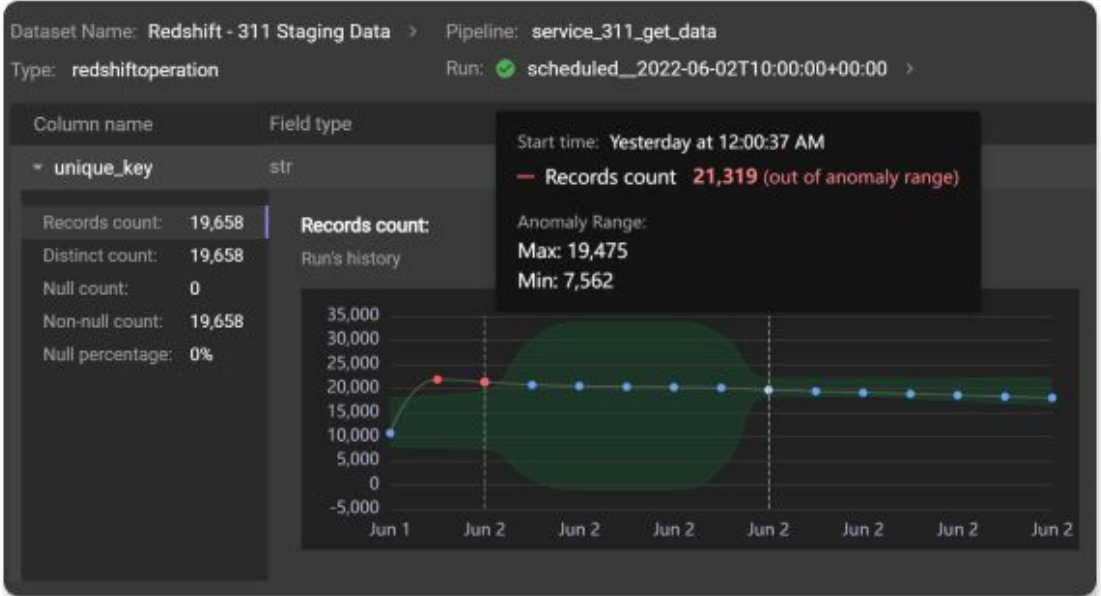 Dataset Name: Redshift - 311 Staging Data > Pipeline: service_311_get_data
Type: redshiftoperation Run: scheduled__2022-06-02T10:00:00+00:00 >
Column name Field type
unique_key str
Start time: Yesterday at 12:00:37 AM
Records count 21,319 (out of anomaly range)
Anomaly Range:
Max: 19,475
Min: 7,562
Records count: 19,658
Distinct count: 19,658
Null count: 0
Non-null count: 19,658
Null percentage: 0%
Records count:
Run's history
35,000
30,000
25,000
20,000
15,000
10,000
5,000
0
-5,000
Jun 1 Jun 2 Jun 2 Jun 2 Jun 2 Jun 2 Jun 2 Jun 2